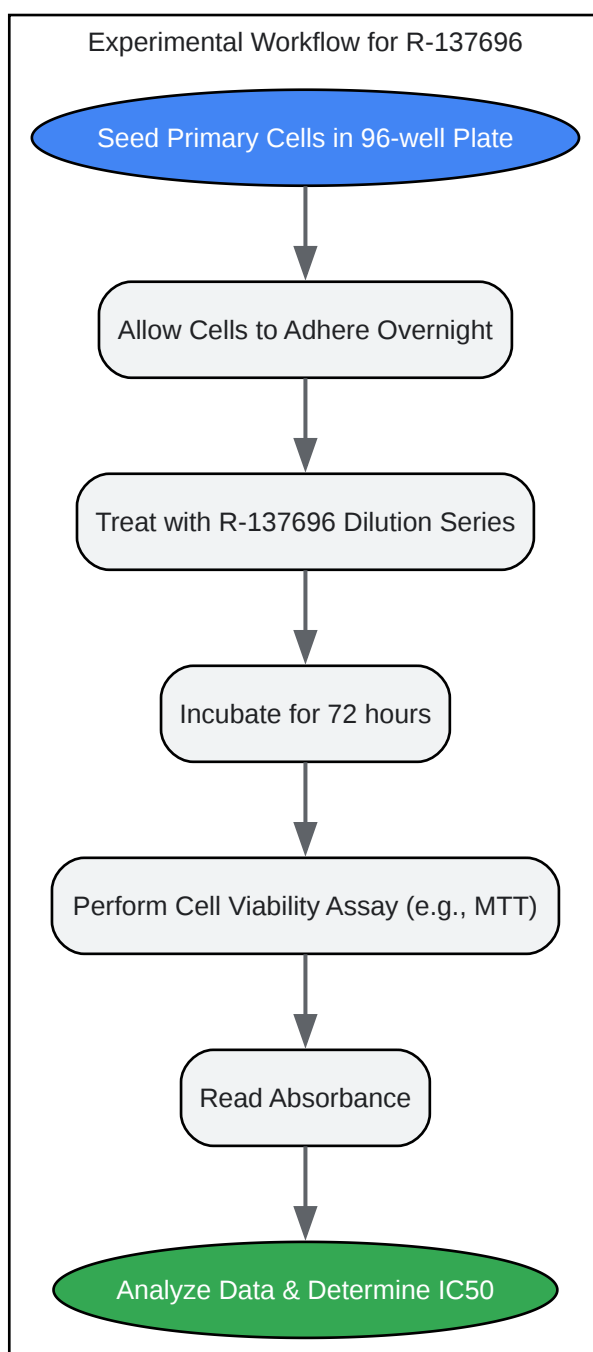 Experimental Workflow for R-137696
Seed Primary Cells in 96-well Plate
Allow Cells to Adhere Overnight
Treat with R-137696 Dilution Series
Incubate for 72 hours
Perform Cell Viability Assay (e.g., MTT)
Read Absorbance
Analyze Data & Determine IC50